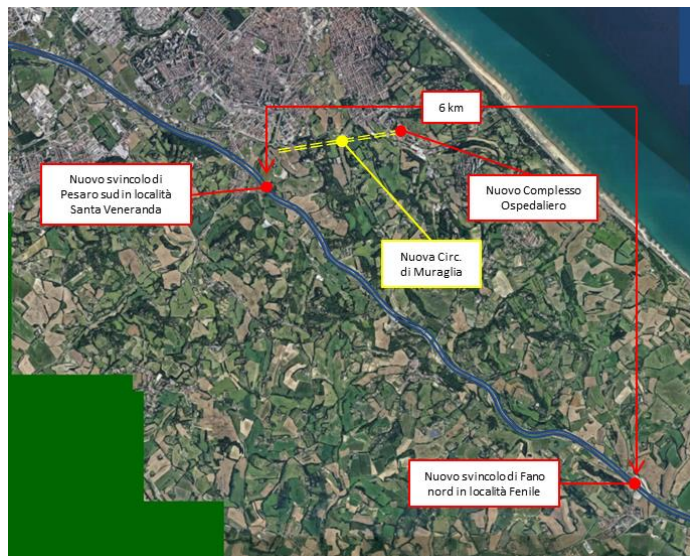 6 km
Nuovo svincolo di
Pesaro sud in località
Santa Veneranda
Nuovo Complesso
Ospedaliero
Nuova Circ.
di Muraglia
Nuovo svincolo di Fano
nord in località Fenile